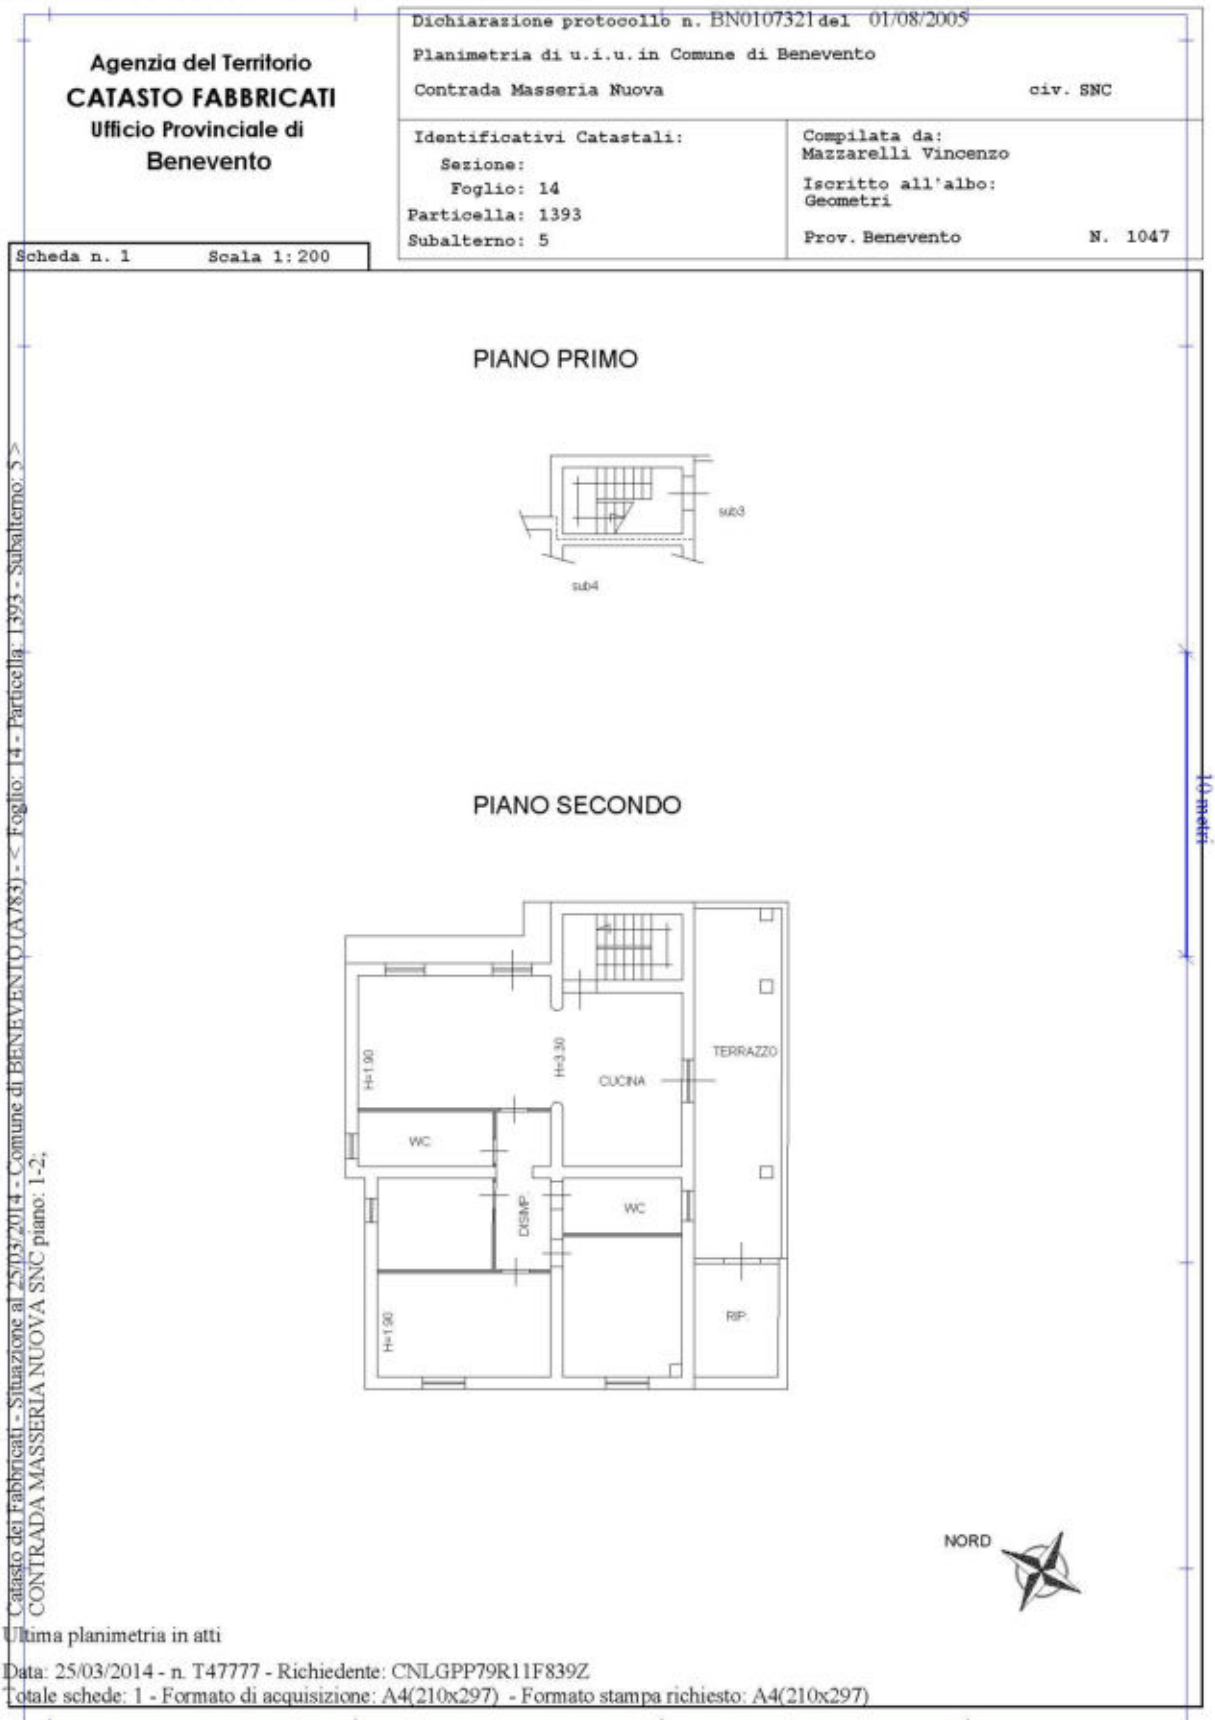 Agenzia del Territorio
CATASTO FABBRICATI
Ufficio Provinciale di
Benevento
Dichiarazione protocollo n. BN0107321 del 01/08/2005
Planimetria di u.i.u. in Comune di Benevento
Contrada Masseria Nuova civ. SNC
Identificativi Catastali:
Sezione:
Foglio: 14
Particella: 1393
Subalterno: 5
Compilata da:
Mazzarelli Vincenzo
Iscritto all'albo:
Geometri
Prov. Benevento N. 1047
Scheda n. 1 Scala 1:200
PIANO PRIMO
sub3
sub4
PIANO SECONDO
H=1.90
H=3.30
CUCINA
TERRAZZO
WC
DISIMP.
WC
H=1.90
RIP.
10 metri
NORD
Catasto dei Fabbricati - Situazione al 25/03/2014 - Comune di BENEVENTO (A783) - < Foglio: 14 - Particella: 1393 - Subalterno: 5 >
CONTRADA MASSERIA NUOVA SNC piano: 1-2;
Ultima planimetria in atti
Data: 25/03/2014 - n. T47777 - Richiedente: CNLGPP79R11F839Z
Totale schede: 1 - Formato di acquisizione: A4(210x297) - Formato stampa richiesto: A4(210x297)